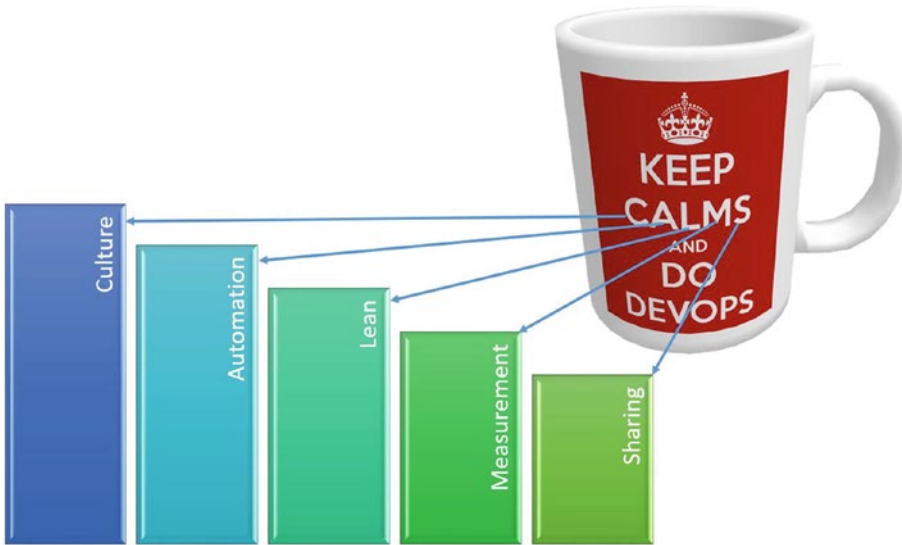 KEEP
CALMS
AND
DO
DEVOPS
Culture
Automation
Lean
Measurement
Sharing